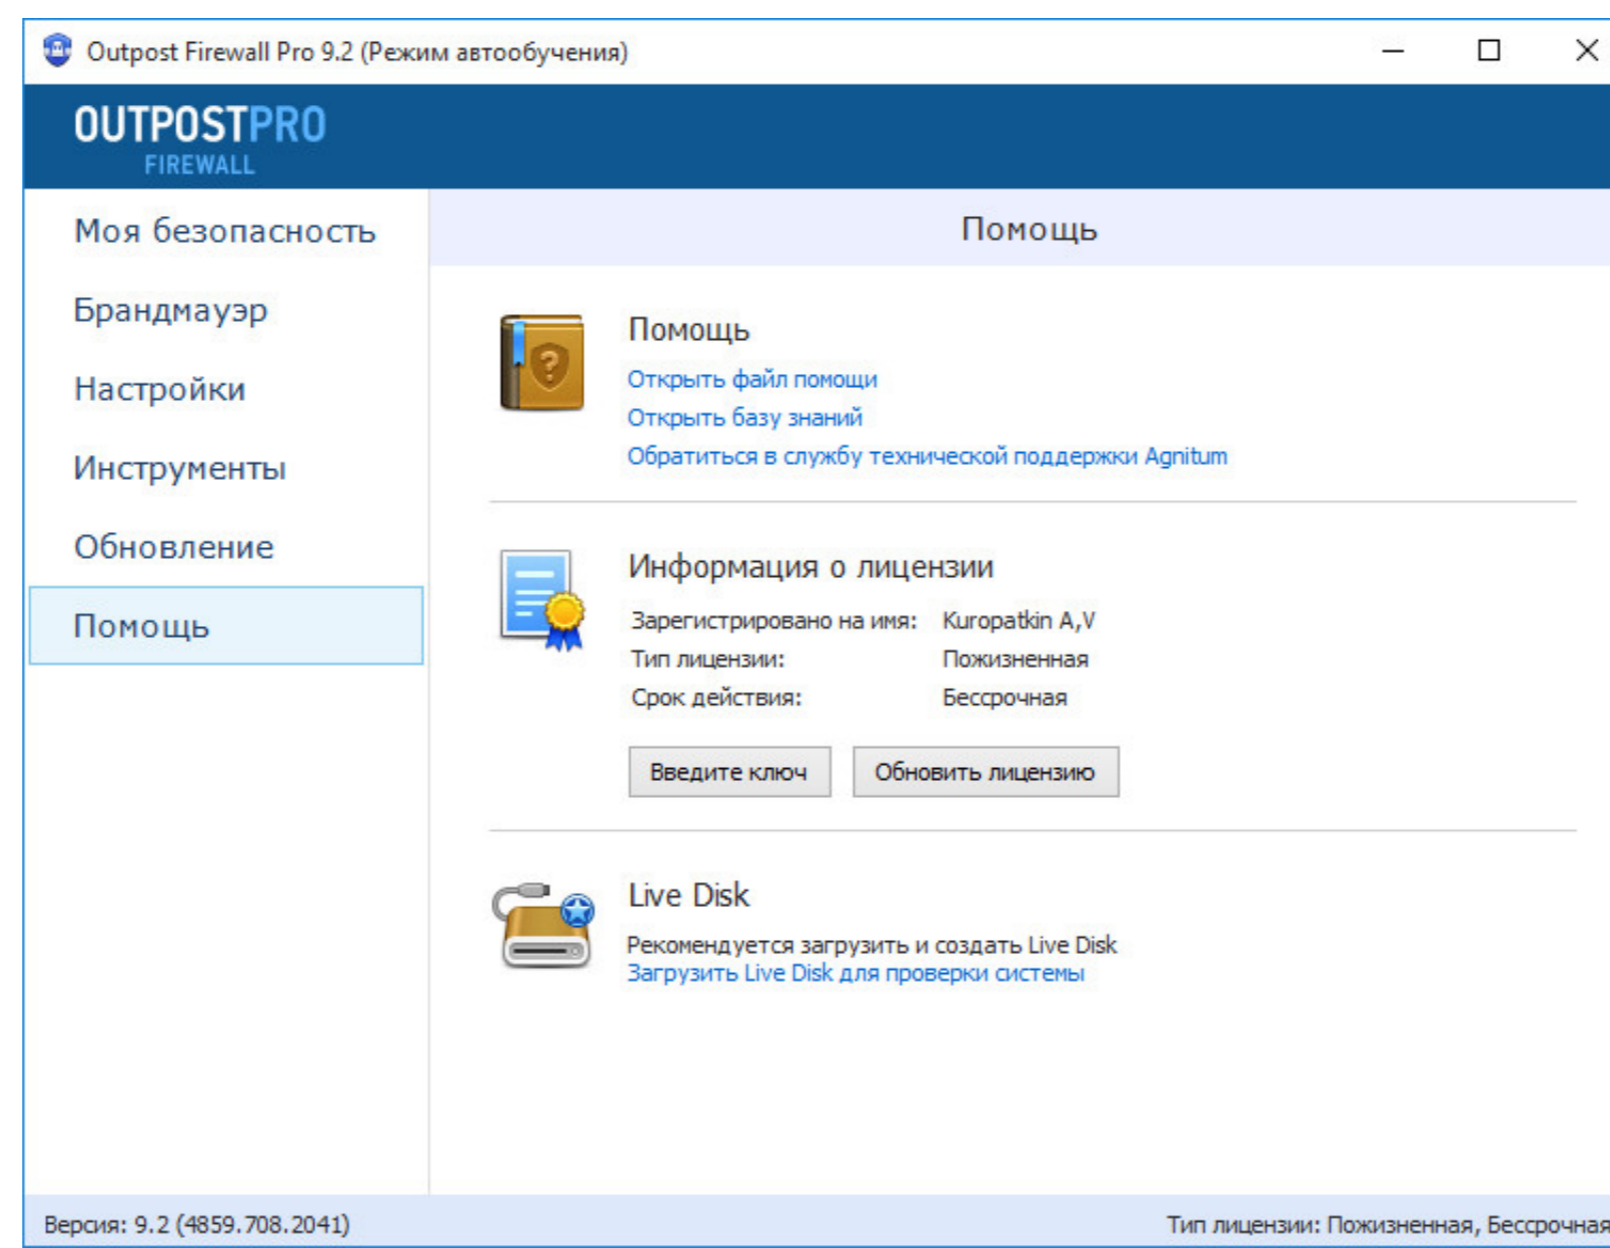 Outpost Firewall Pro 9.2 (Режим автообучения)
OUTPOSTPRO
FIREWALL
Моя безопасность
Брандмауэр
Настройки
Инструменты
Обновление
Помощь
Помощь
Помощь
Открыть файл помощи
Открыть базу знаний
Обратиться в службу технической поддержки Agnitum
Информация о лицензии
Зарегистрировано на имя: Kuropatkin A,V
Тип лицензии: Пожизненная
Срок действия: Бессрочная
Введите ключ Обновить лицензию
Live Disk
Рекомендуется загрузить и создать Live Disk
Загрузить Live Disk для проверки системы
Версия: 9.2 (4859.708.2041) Тип лицензии: Пожизненная, Бессрочная